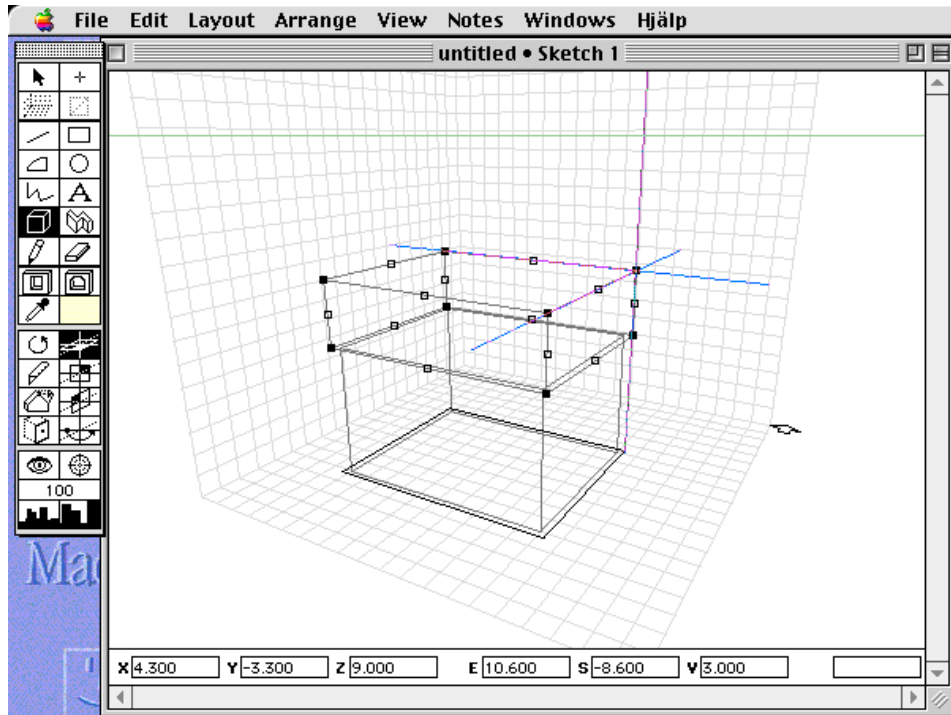 File Edit Layout Arrange View Notes Windows Hjälp
untitled • Sketch 1
A
100
Mac
X 4.300 Y -3.300 Z 9.000 E 10.600 S -8.600 V 3.000